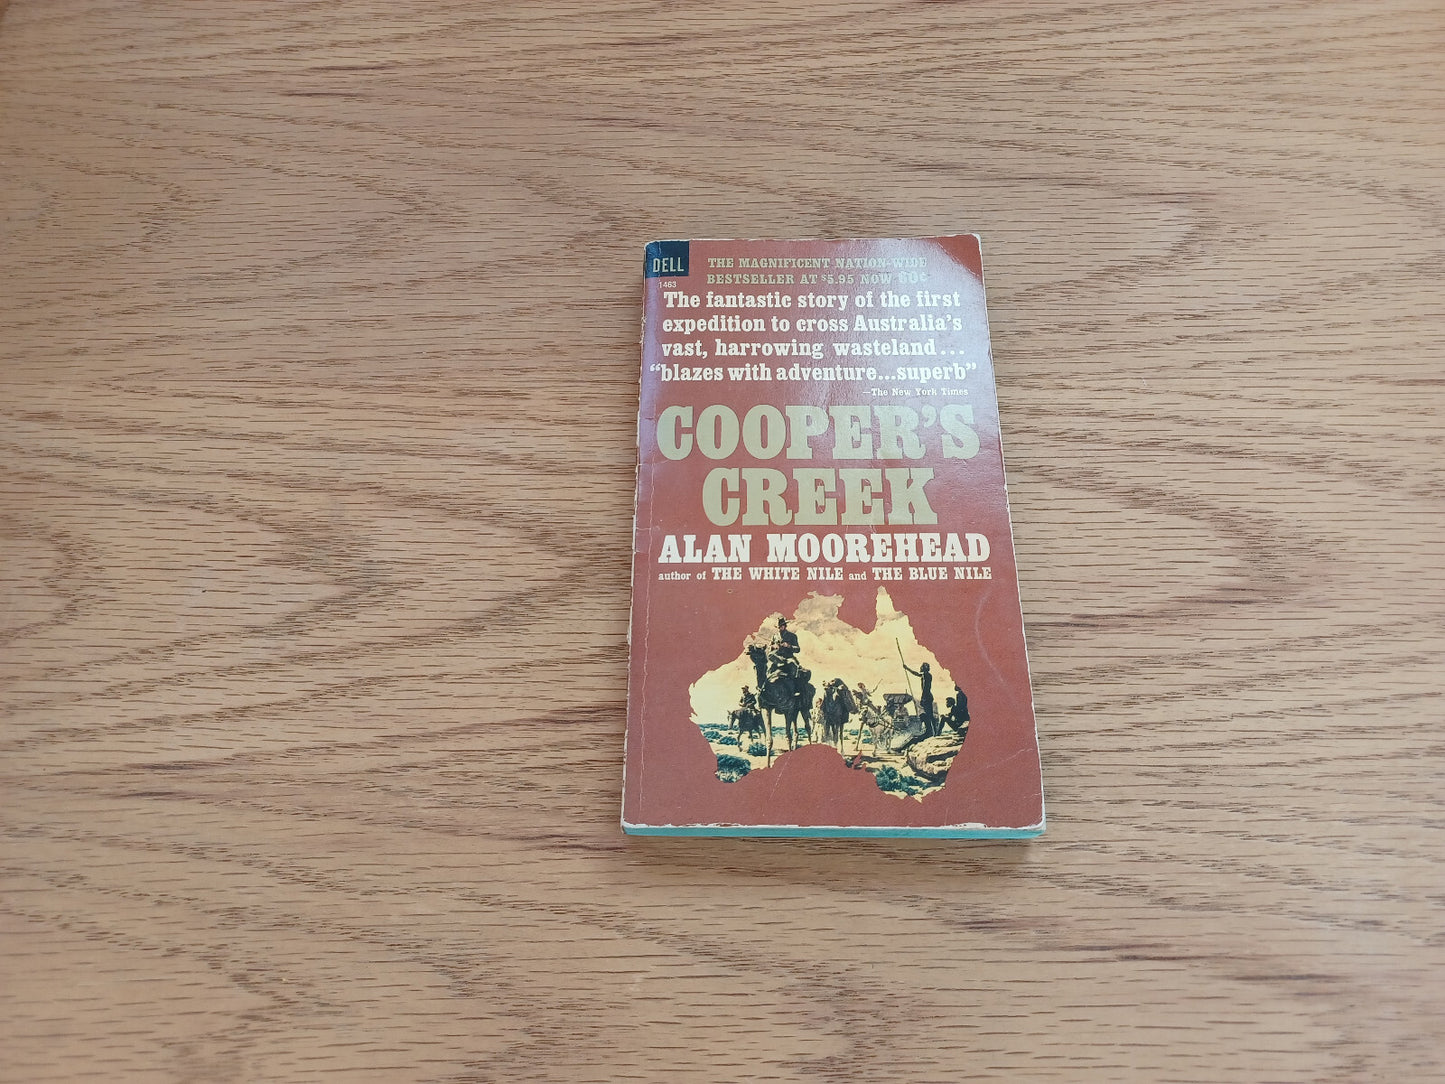 DELL
1463
THE MAGNIFICENT NATION-WIDE
BESTSELLER AT $5.95 NOW 60¢
The fantastic story of the first
expedition to cross Australia's
vast, harrowing wasteland...
"blazes with adventure...superb"
—The New York Times
COOPER'S
CREEK
ALAN MOOREHEAD
author of THE WHITE NILE and THE BLUE NILE